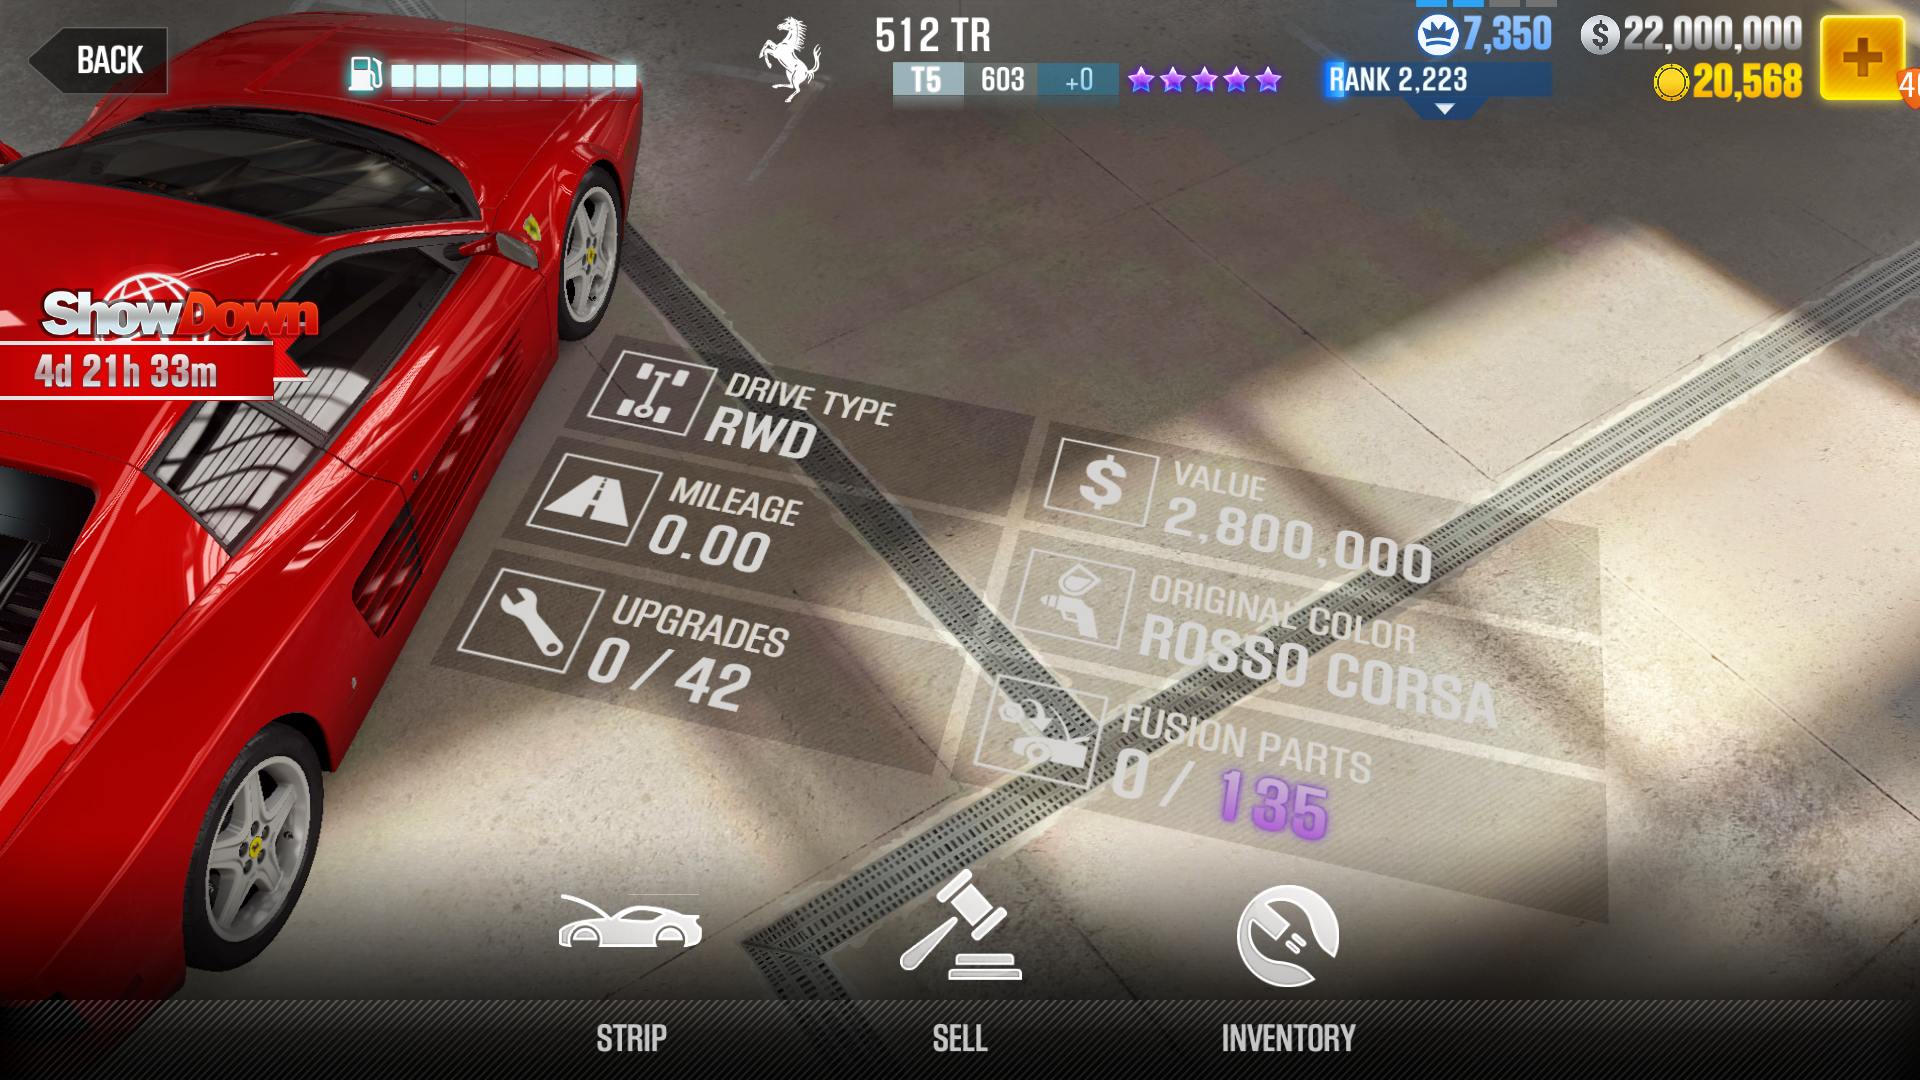 BACK
512 TR
T5 603 +0
7,350
RANK 2,223
22,000,000
20,568
ShowDown
4d 21h 33m
DRIVE TYPE
RWD
MILEAGE
0.00
UPGRADES
0 / 42
VALUE
2,800,000
ORIGINAL COLOR
ROSSO CORSA
FUSION PARTS
0 / 135
STRIP
SELL
INVENTORY